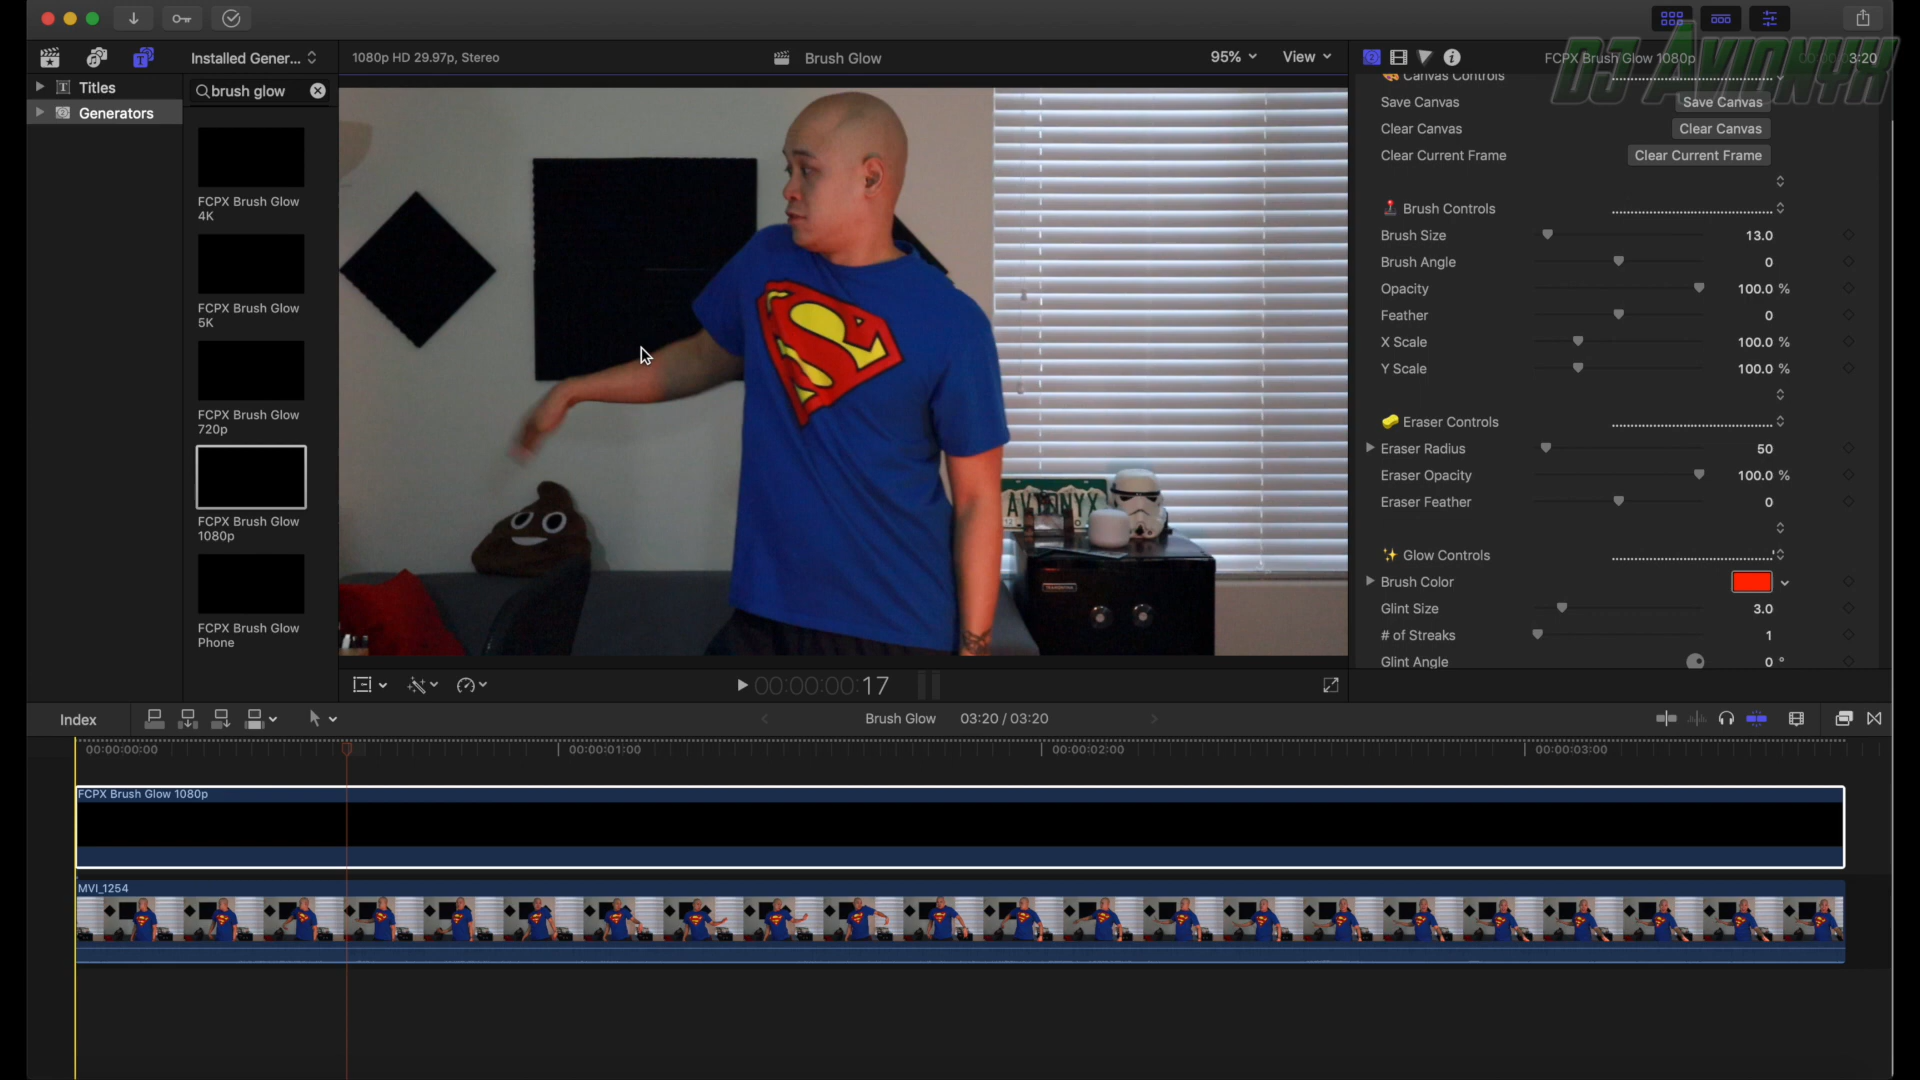 Installed Gener...
1080p HD 29.97p, Stereo
Brush Glow
95%
View
FCPX Brush Glow 1080p
3:20
DJ AVIONYX
Titles
Generators
brush glow
FCPX Brush Glow
4K
FCPX Brush Glow
5K
FCPX Brush Glow
720p
FCPX Brush Glow
1080p
FCPX Brush Glow
Phone
AVIONYX
Canvas Controls
Save Canvas
Save Canvas
Clear Canvas
Clear Canvas
Clear Current Frame
Clear Current Frame
Brush Controls
Brush Size
13.0
Brush Angle
0
Opacity
100.0 %
Feather
0
X Scale
100.0 %
Y Scale
100.0 %
Eraser Controls
Eraser Radius
50
Eraser Opacity
100.0 %
Eraser Feather
0
Glow Controls
Brush Color
Glint Size
3.0
# of Streaks
1
Glint Angle
0 °
00:00:00:17
Index
Brush Glow
03:20 / 03:20
00:00:00:00
00:00:01:00
00:00:02:00
00:00:03:00
FCPX Brush Glow 1080p
MVI_1254